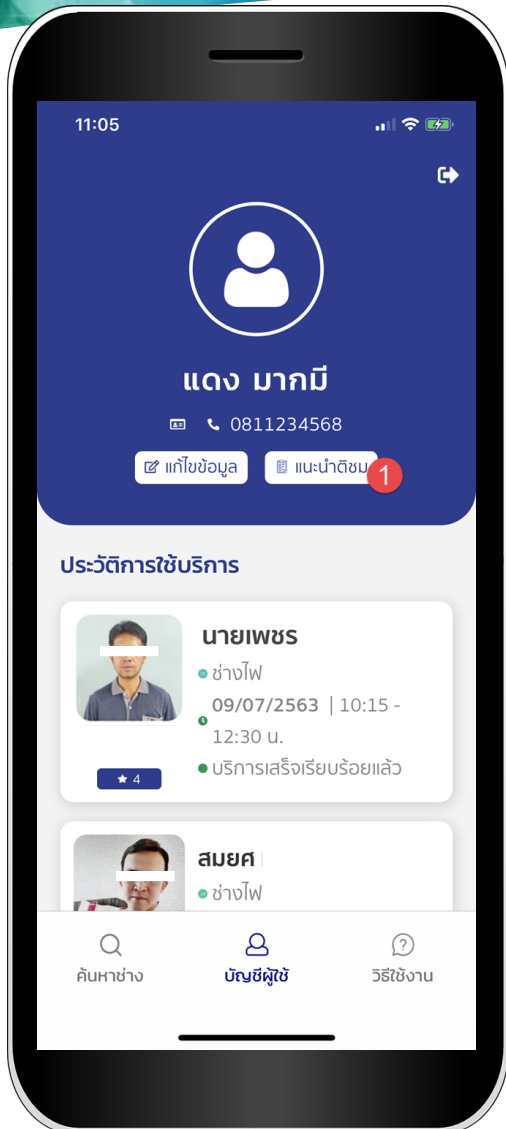 11:05
แดง มากมี
0811234568
แก้ไขข้อมูล
แนะนำติชม
1
ประวัติการใช้บริการ
นายเพชร
ช่างไฟ
09/07/2563 | 10:15 -
12:30 น.
บริการเสร็จเรียบร้อยแล้ว
★ 4
สมยศ
ช่างไฟ
ค้นหาช่าง
บัญชีผู้ใช้
วิธีใช้งาน